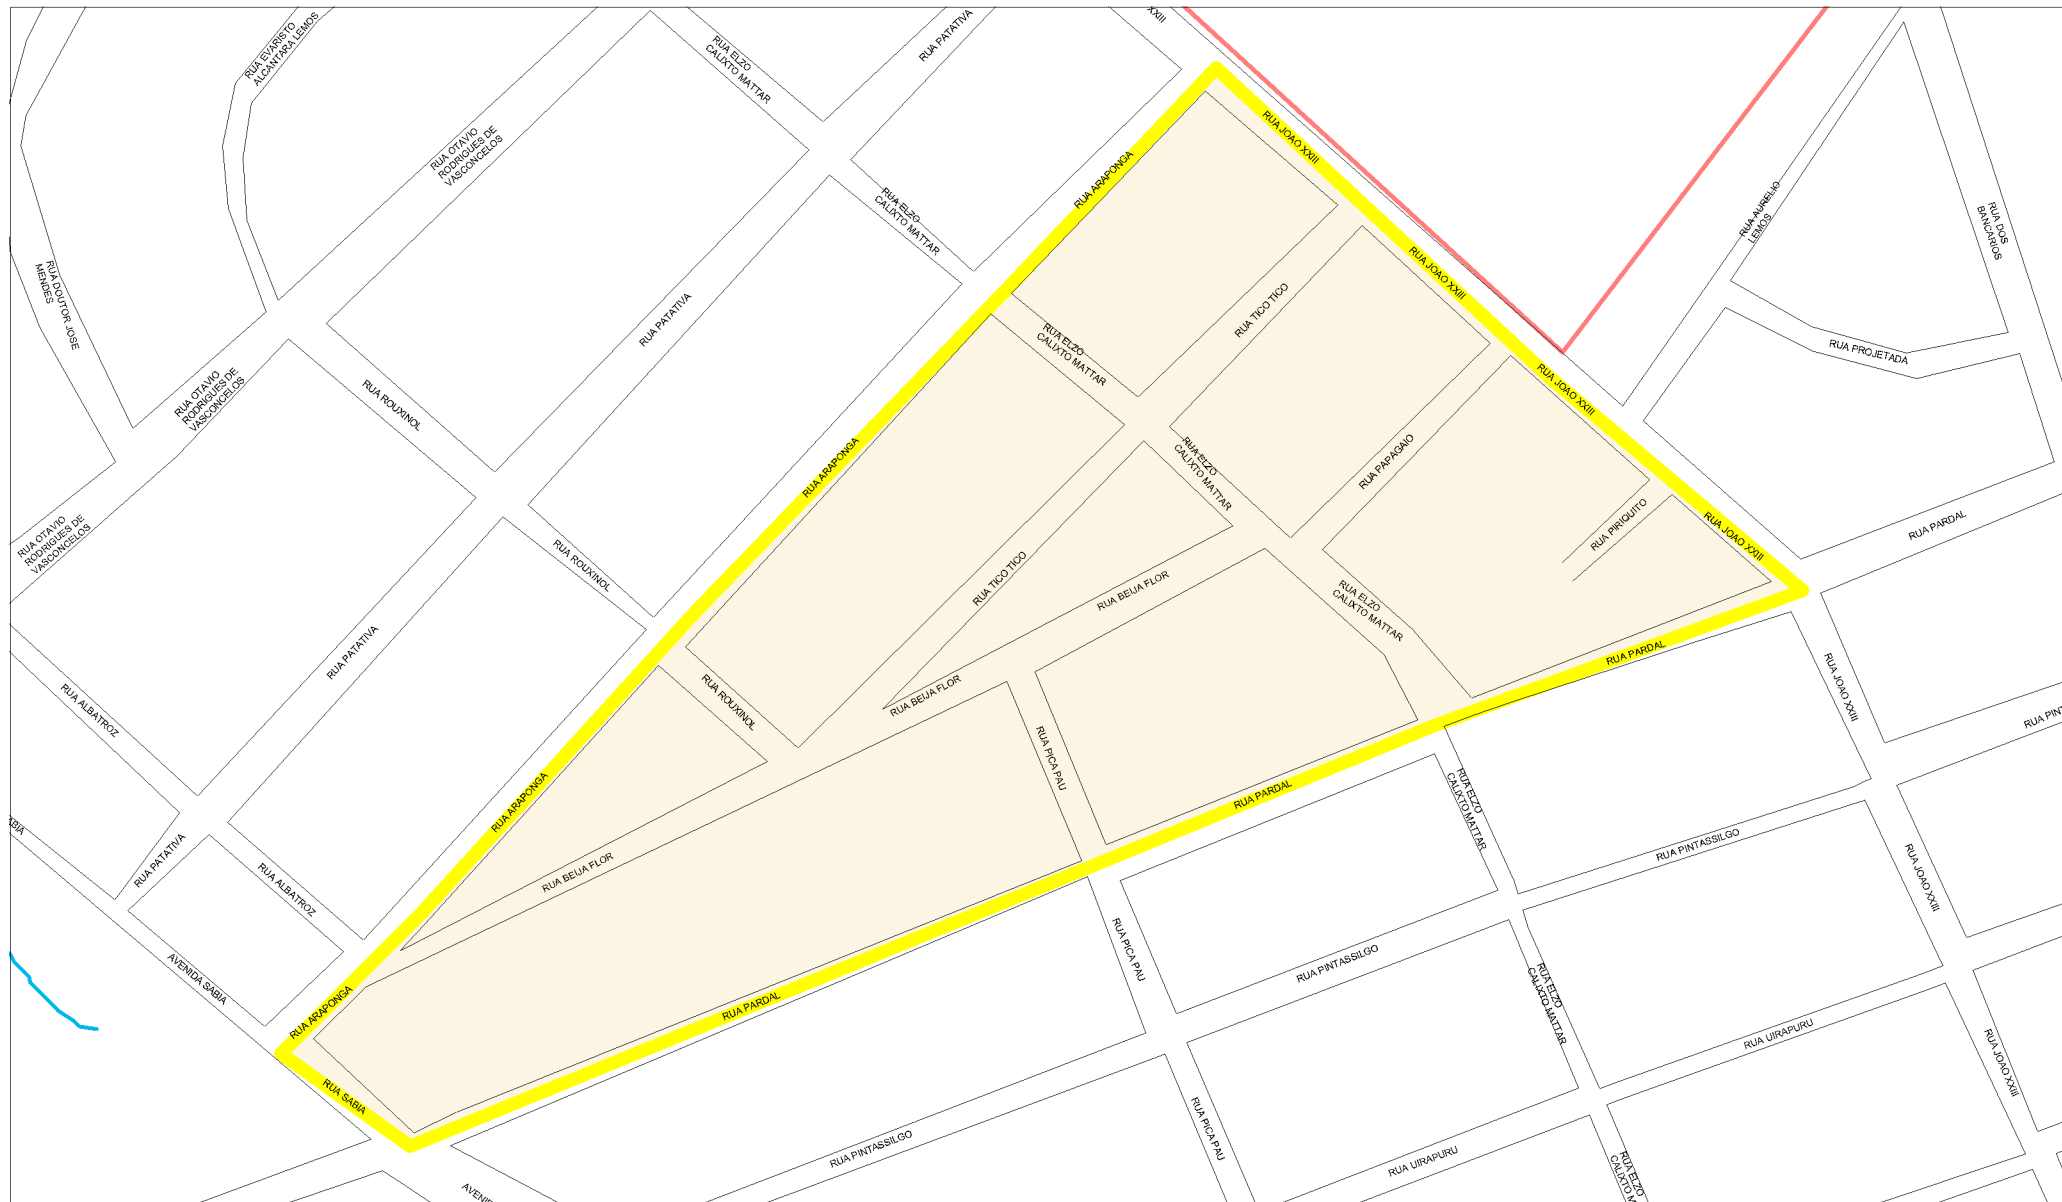 XXIII
RUA EVARISTO
ALCANTARA LEMOS
RUA ELZO
CALIXTO MATTAR
RUA PATATIVA
RUA OTAVIO
RODRIGUES DE
VASCONCELOS
RUA JOAO XXIII
RUA ARAPONGA
RUA ELZO
CALIXTO MATTAR
RUA AURELIO
LEMOS
RUA DOS
BANCARIOS
RUA DOUTOR JOSE
MENDES
RUA JOAO XXIII
RUA PATATIVA
RUA TICO TICO
RUA ELZO
CALIXTO MATTAR
RUA PROJETADA
RUA OTAVIO
RODRIGUES DE
VASCONCELOS
RUA ROUXINOL
RUA JOAO XXIII
RUA ARAPONGA
RUA ELZO
CALIXTO MATTAR
RUA PAPAGAIO
RUA OTAVIO
RODRIGUES DE
VASCONCELOS
RUA PIRIQUITO
RUA JOAO XXIII
RUA PARDAL
RUA ROUXINOL
RUA TICO TICO
RUA BEIJA FLOR
RUA ELZO
CALIXTO MATTAR
RUA PATATIVA
RUA PARDAL
RUA ALBATROZ
RUA ROUXINOL
RUA BEIJA FLOR
RUA JOAO XXIII
RUA PICA PAU
RUA ARAPONGA
RUA PARDAL
RUA ELZO
CALIXTO MATTAR
RUA PATATIVA
RUA BEIJA FLOR
RUA PINTASSILGO
RUA ALBATROZ
RUA JOAO XXIII
AVENIDA SABIA
RUA PICA PAU
RUA PINTASSILGO
RUA ARAPONGA
RUA PARDAL
RUA ELZO
CALIXTO MATTAR
RUA UIRAPURU
RUA JOAO XXIII
RUA SABIA
RUA PICA PAU
RUA PINTASSILGO
RUA UIRAPURU
RUA ELZO